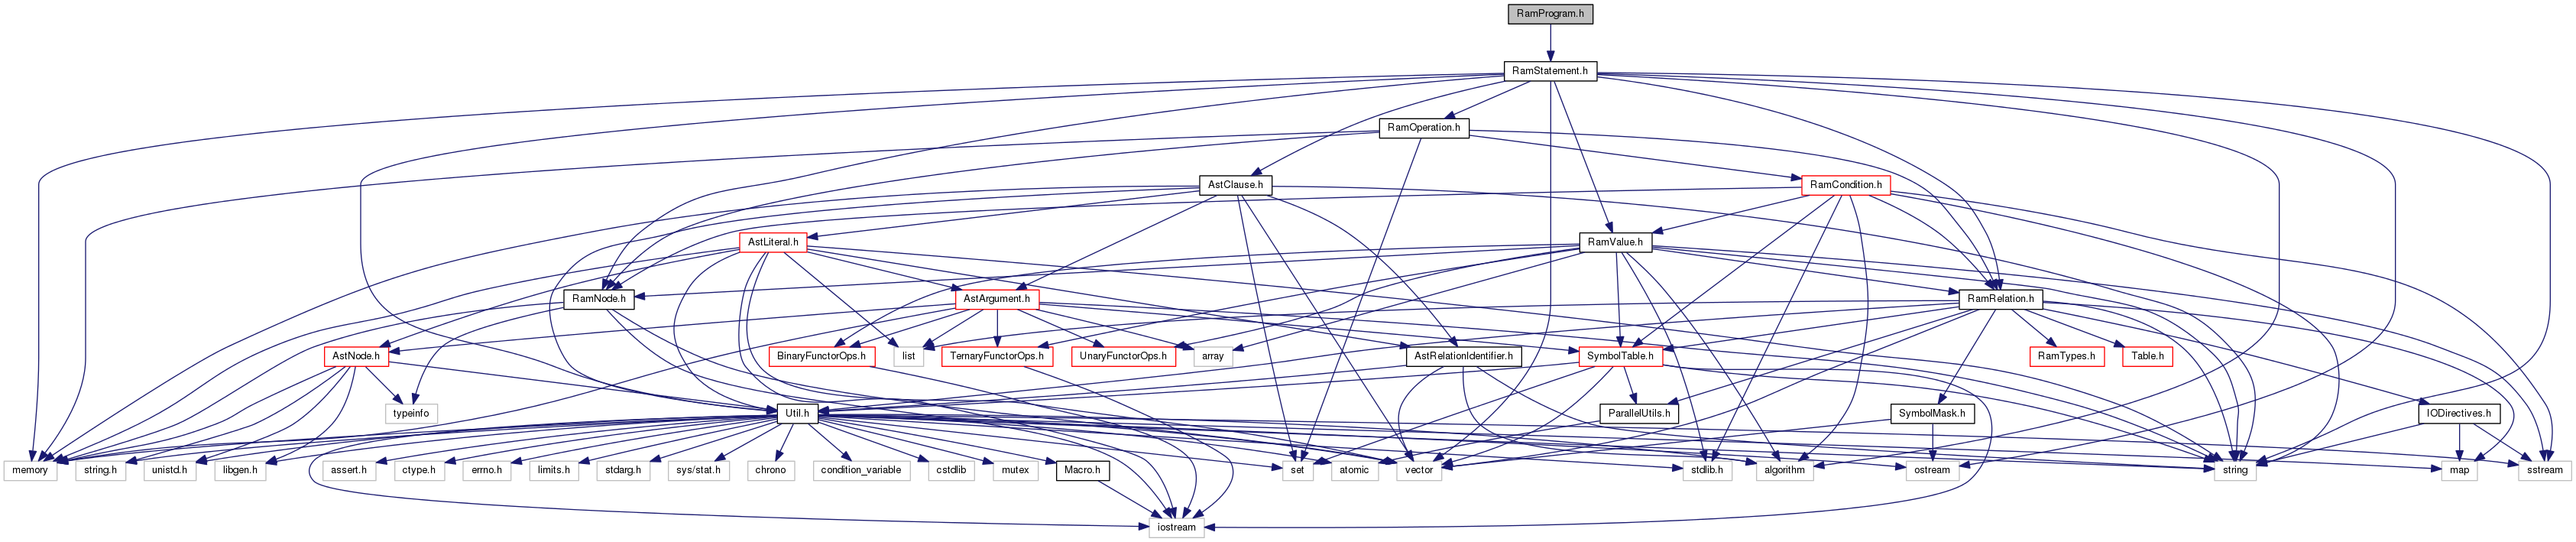 RamProgram.h
RamStatement.h
RamOperation.h
AstClause.h
RamCondition.h
AstLiteral.h
RamValue.h
RamNode.h
AstArgument.h
RamRelation.h
AstNode.h
BinaryFunctorOps.h
list
TernaryFunctorOps.h
UnaryFunctorOps.h
array
AstRelationIdentifier.h
SymbolTable.h
RamTypes.h
Table.h
typeinfo
Util.h
ParallelUtils.h
SymbolMask.h
IODirectives.h
memory
string.h
unistd.h
libgen.h
assert.h
ctype.h
errno.h
limits.h
stdarg.h
sys/stat.h
chrono
condition_variable
cstdlib
mutex
Macro.h
set
atomic
vector
stdlib.h
algorithm
ostream
string
map
sstream
iostream